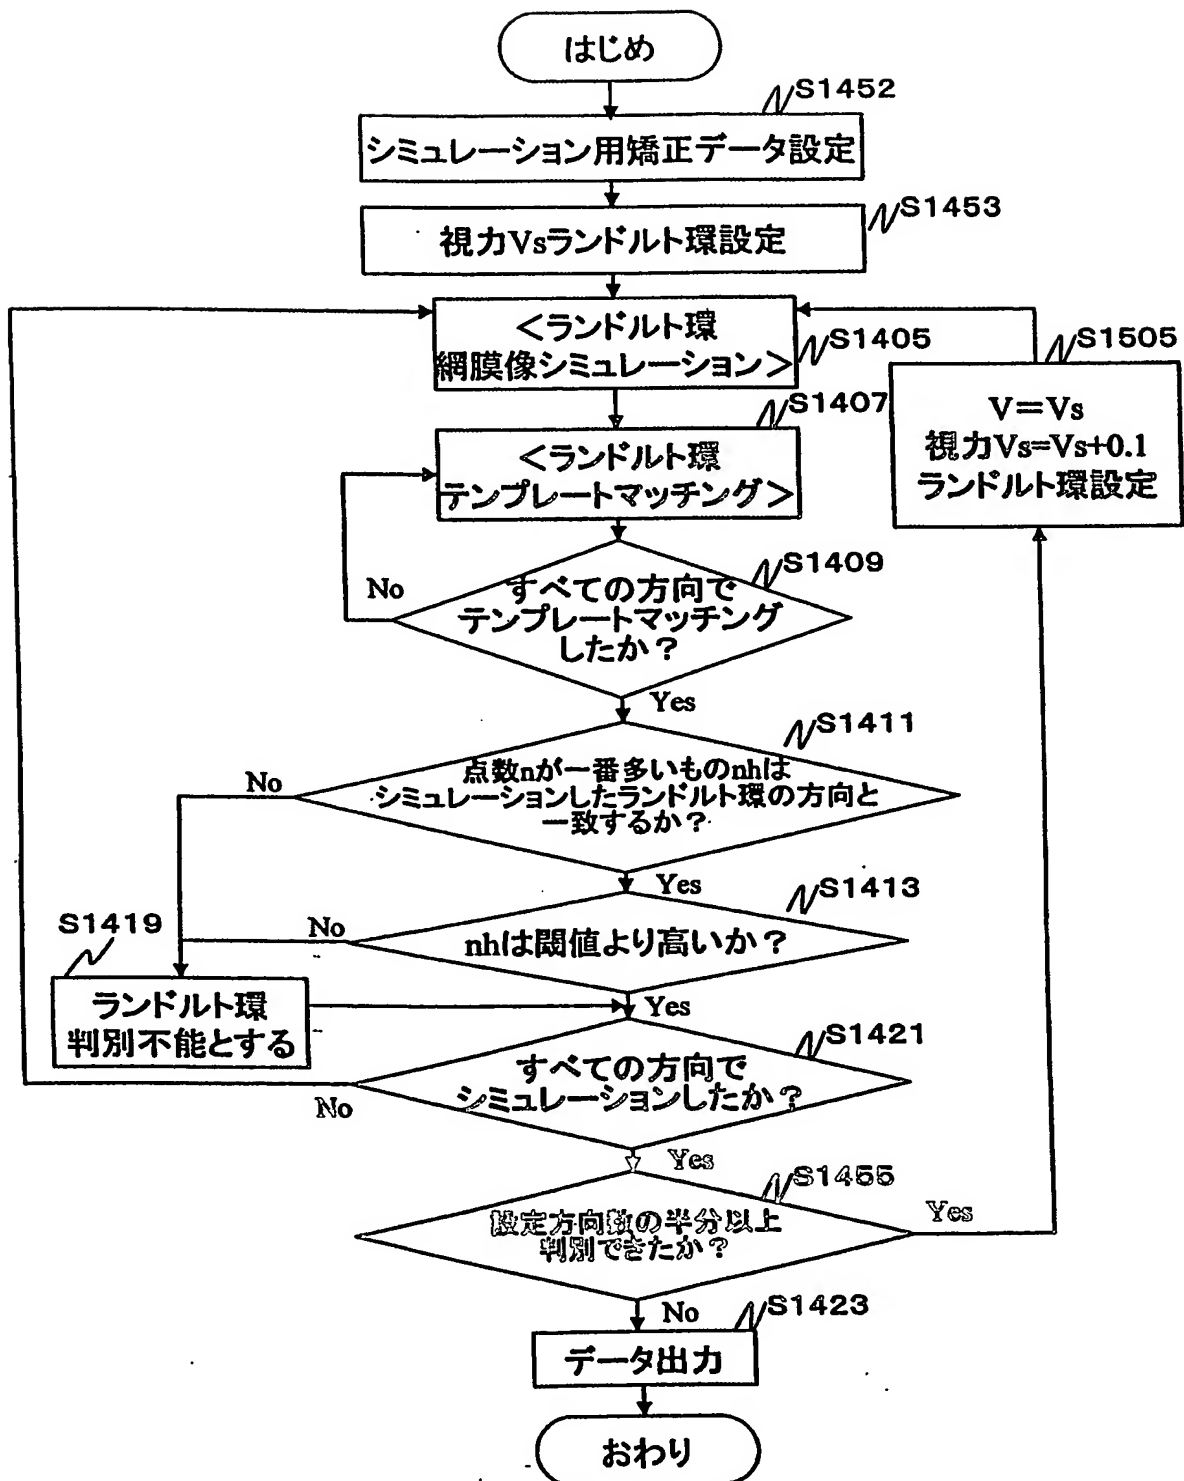 はじめ
S1452
シミュレーション用矯正データ設定
S1453
視力Vsランドルト環設定
<ランドルト環
網膜像シミュレーション>
S1405
S1505
V=Vs
視力Vs=Vs+0.1
ランドルト環設定
S1407
<ランドルト環
テンプレートマッチング>
S1409
すべての方向で
テンプレートマッチング
したか？
No
Yes
S1411
点数nが一番多いものnhは
シミュレーションしたランドルト環の方向と
一致するか？
No
Yes
S1413
nhは閾値より高いか？
No
Yes
S1419
ランドルト環
判別不能とする
S1421
すべての方向で
シミュレーションしたか？
No
Yes
S1455
設定方向数の半分以上
判別できたか？
Yes
No
S1423
データ出力
おわり